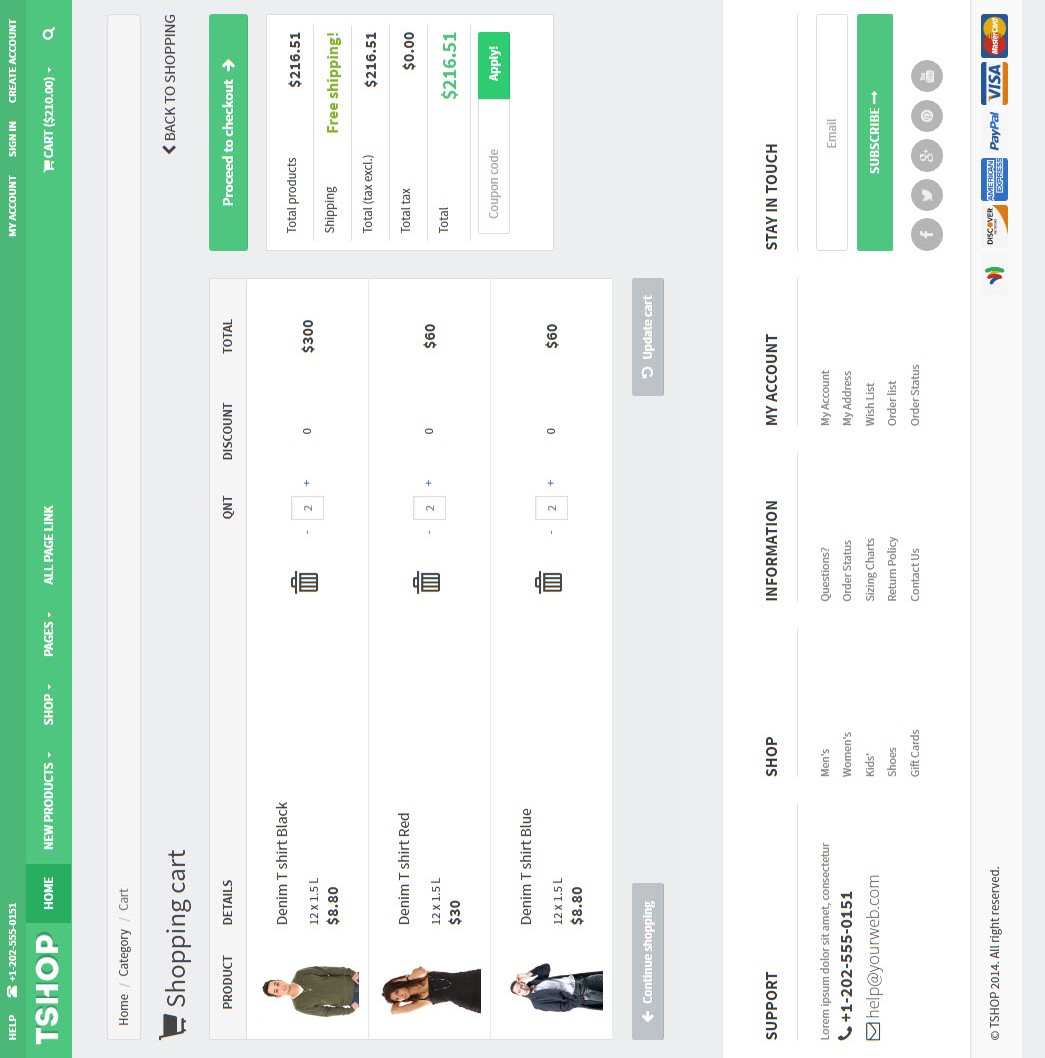 HELP +1-202-555-0151 MY ACCOUNT SIGN IN CREATE ACCOUNT
TSHOP HOME NEW PRODUCTS SHOP PAGES ALL PAGE LINK CART ($210.00)
Home / Category / Cart
Shopping cart BACK TO SHOPPING
PRODUCT DETAILS QNT DISCOUNT TOTAL
Denim T shirt Black
12 x 1.5 L
$8.80
- 2 + 0 $300
Denim T shirt Red
12 x 1.5 L
$30
- 2 + 0 $60
Denim T shirt Blue
12 x 1.5 L
$8.80
- 2 + 0 $60
← Continue shopping Update cart
Proceed to checkout →
Total products $216.51
Shipping Free shipping!
Total (tax excl.) $216.51
Total tax $0.00
Total $216.51
Coupon code Apply!
SUPPORT
Lorem ipsum dolor sit amet, consectetur
+1-202-555-0151
help@yourweb.com
SHOP
Men's
Women's
Kids'
Shoes
Gift Cards
INFORMATION
Questions?
Order Status
Sizing Charts
Return Policy
Contact Us
MY ACCOUNT
My Account
My Address
Wish List
Order list
Order Status
STAY IN TOUCH
Email
SUBSCRIBE →
© TSHOP 2014. All right reserved.
DISCOVER AMERICAN EXPRESS PayPal VISA MasterCard